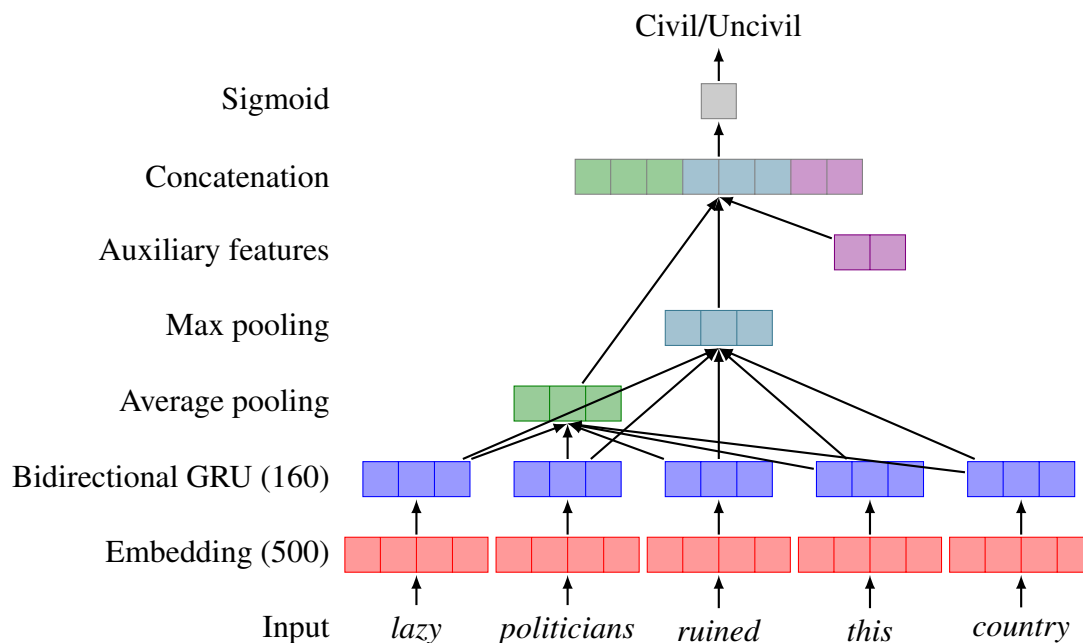 Civil/Uncivil
Sigmoid
Concatenation
Auxiliary features
Max pooling
Average pooling
Bidirectional GRU (160)
Embedding (500)
Input lazy politicians ruined this country